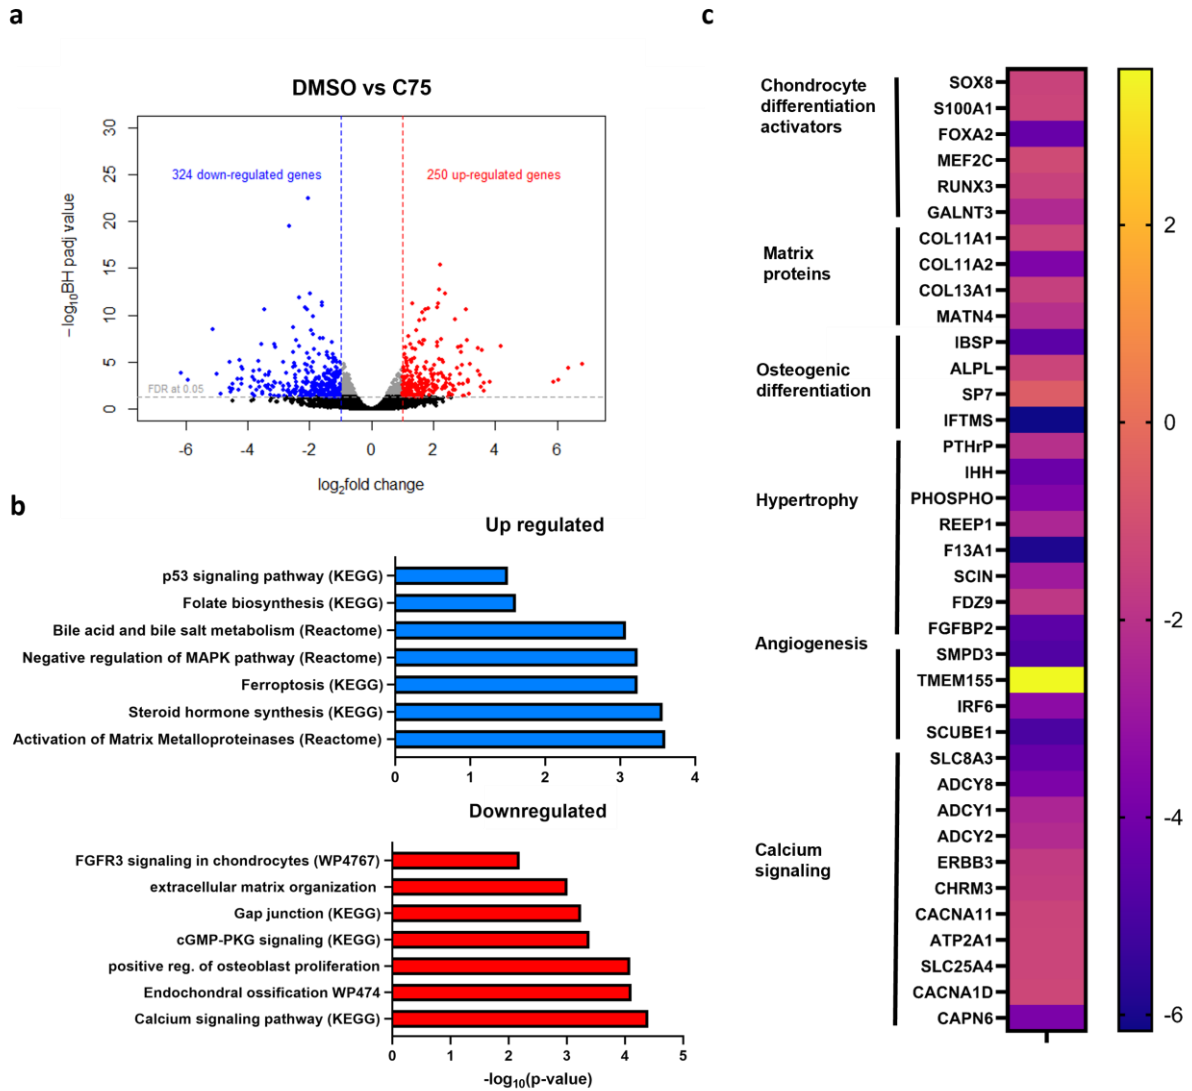 a
DMSO vs C75
30
25
20
15
10
5
0
−log10BH padj value
324 down-regulated genes
250 up-regulated genes
FDR at 0.05
-6
-4
-2
0
2
4
6
log2fold change
b
Up regulated
p53 signaling pathway (KEGG)
Folate biosynthesis (KEGG)
Bile acid and bile salt metabolism (Reactome)
Negative regulation of MAPK pathway (Reactome)
Ferroptosis (KEGG)
Steroid hormone synthesis (KEGG)
Activation of Matrix Metalloproteinases (Reactome)
0
1
2
3
4
Downregulated
FGFR3 signaling in chondrocytes (WP4767)
extracellular matrix organization
Gap junction (KEGG)
cGMP-PKG signaling (KEGG)
positive reg. of osteoblast proliferation
Endochondral ossification WP474
Calcium signaling pathway (KEGG)
0
1
2
3
4
5
-log10(p-value)
c
Chondrocyte
differentiation
activators
Matrix
proteins
Osteogenic
differentiation
Hypertrophy
Angiogenesis
Calcium
signaling
SOX8
S100A1
FOXA2
MEF2C
RUNX3
GALNT3
COL11A1
COL11A2
COL13A1
MATN4
IBSP
ALPL
SP7
IFTMS
PTHrP
IHH
PHOSPHO
REEP1
F13A1
SCIN
FDZ9
FGFBP2
SMPD3
TMEM155
IRF6
SCUBE1
SLC8A3
ADCY8
ADCY1
ADCY2
ERBB3
CHRM3
CACNA11
ATP2A1
SLC25A4
CACNA1D
CAPN6
2
0
-2
-4
-6